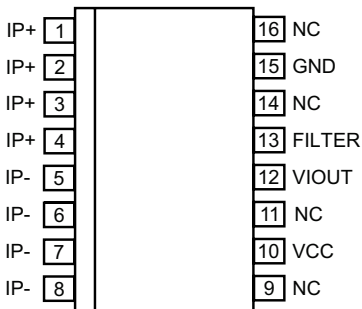 IP+ 1 16 NC
IP+ 2 15 GND
IP+ 3 14 NC
IP+ 4 13 FILTER
IP- 5 12 VIOUT
IP- 6 11 NC
IP- 7 10 VCC
IP- 8 9 NC